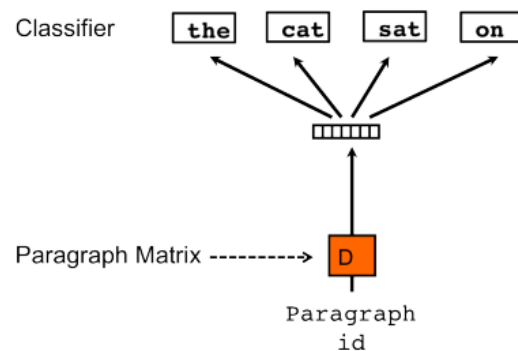 Classifier the cat sat on
Paragraph Matrix D
Paragraph
id